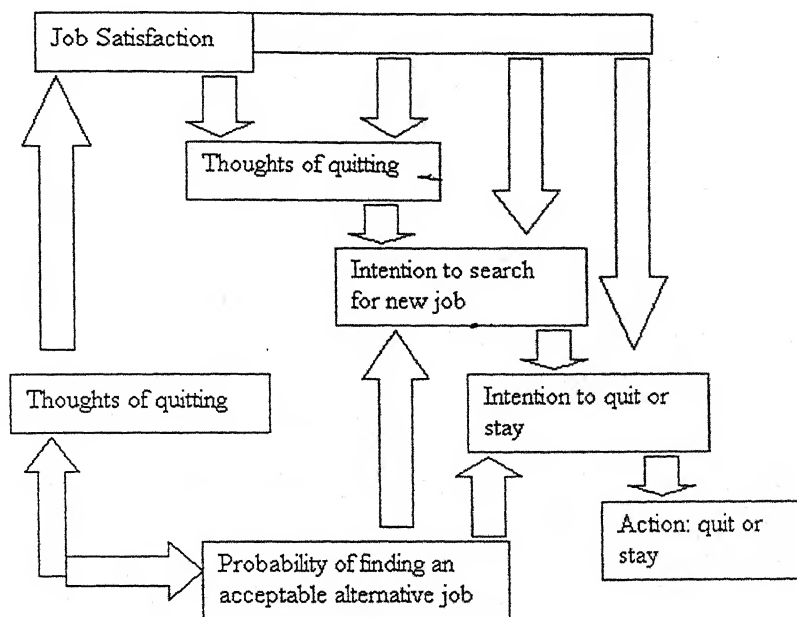 Job Satisfaction
Thoughts of quitting
Intention to search
for new job
Thoughts of quitting
Intention to quit or
stay
Action: quit or
stay
Probability of finding an
acceptable alternative job